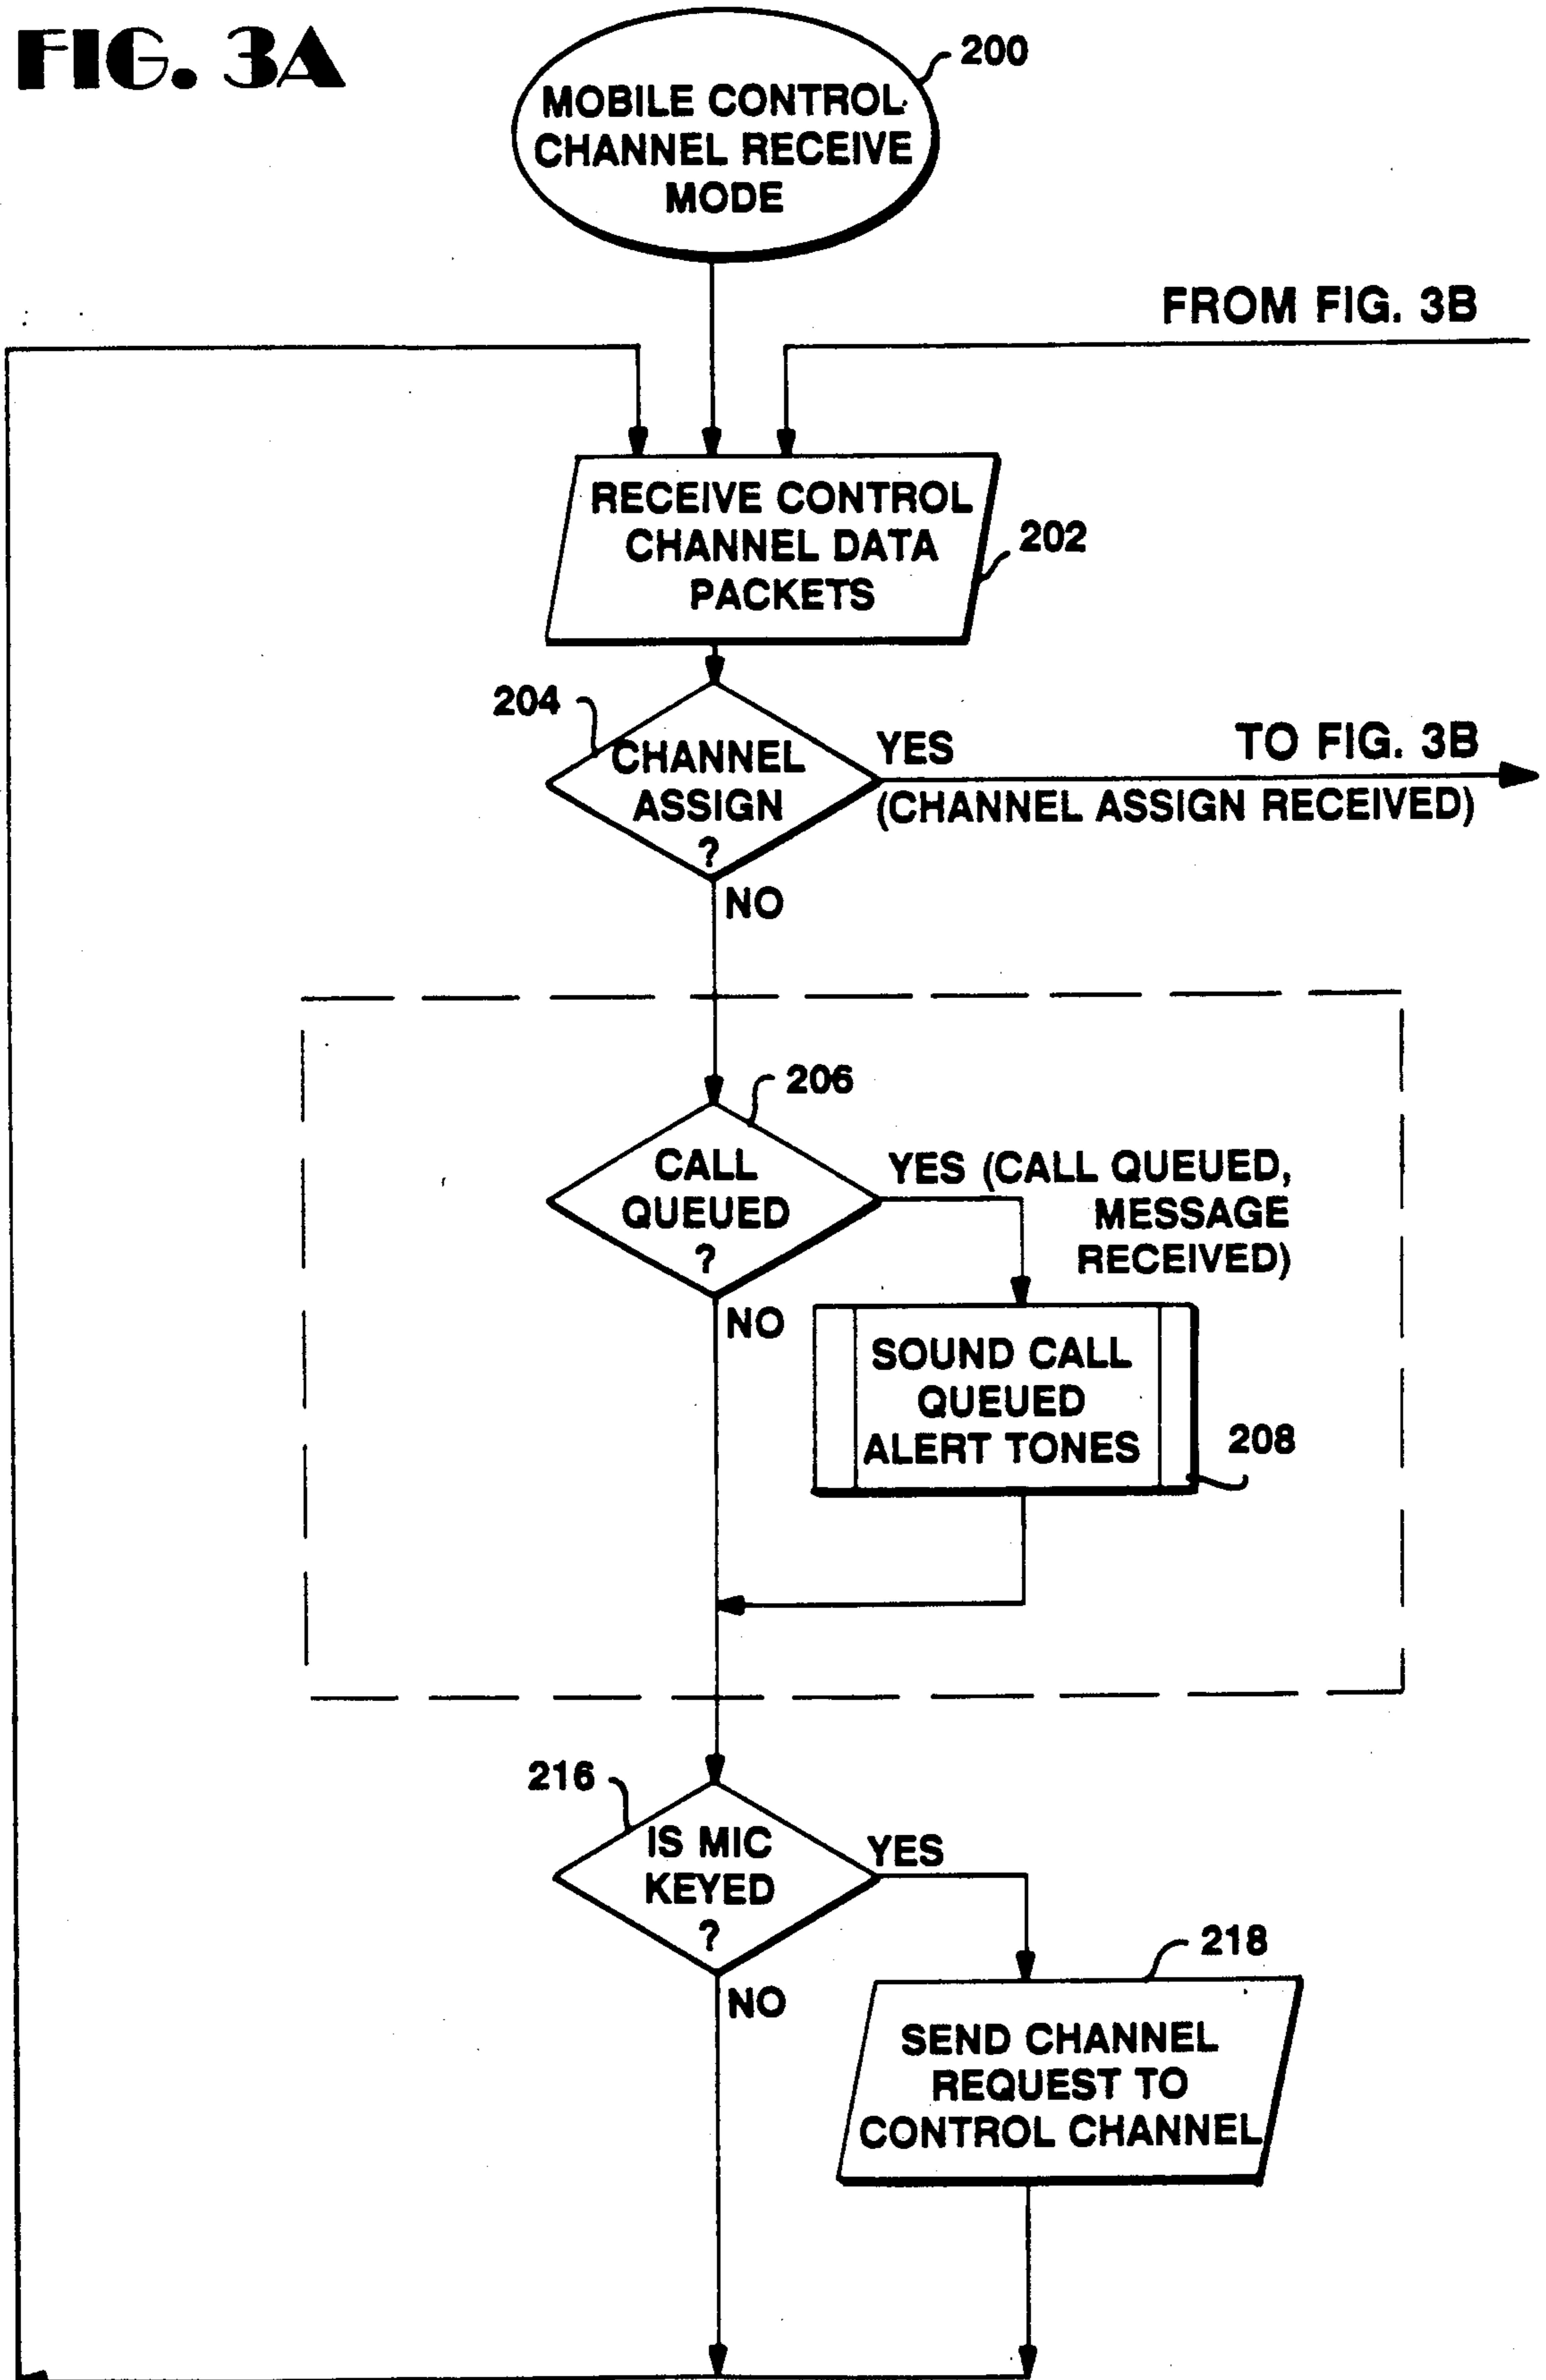 FIG. 3A
200
MOBILE CONTROL
CHANNEL RECEIVE
MODE
FROM FIG. 3B
RECEIVE CONTROL
CHANNEL DATA
PACKETS
202
204
CHANNEL
ASSIGN
?
YES
TO FIG. 3B
(CHANNEL ASSIGN RECEIVED)
NO
206
CALL
QUEUED
?
YES (CALL QUEUED,
MESSAGE
RECEIVED)
NO
SOUND CALL
QUEUED
ALERT TONES
208
216
IS MIC
KEYED
?
YES
NO
218
SEND CHANNEL
REQUEST TO
CONTROL CHANNEL